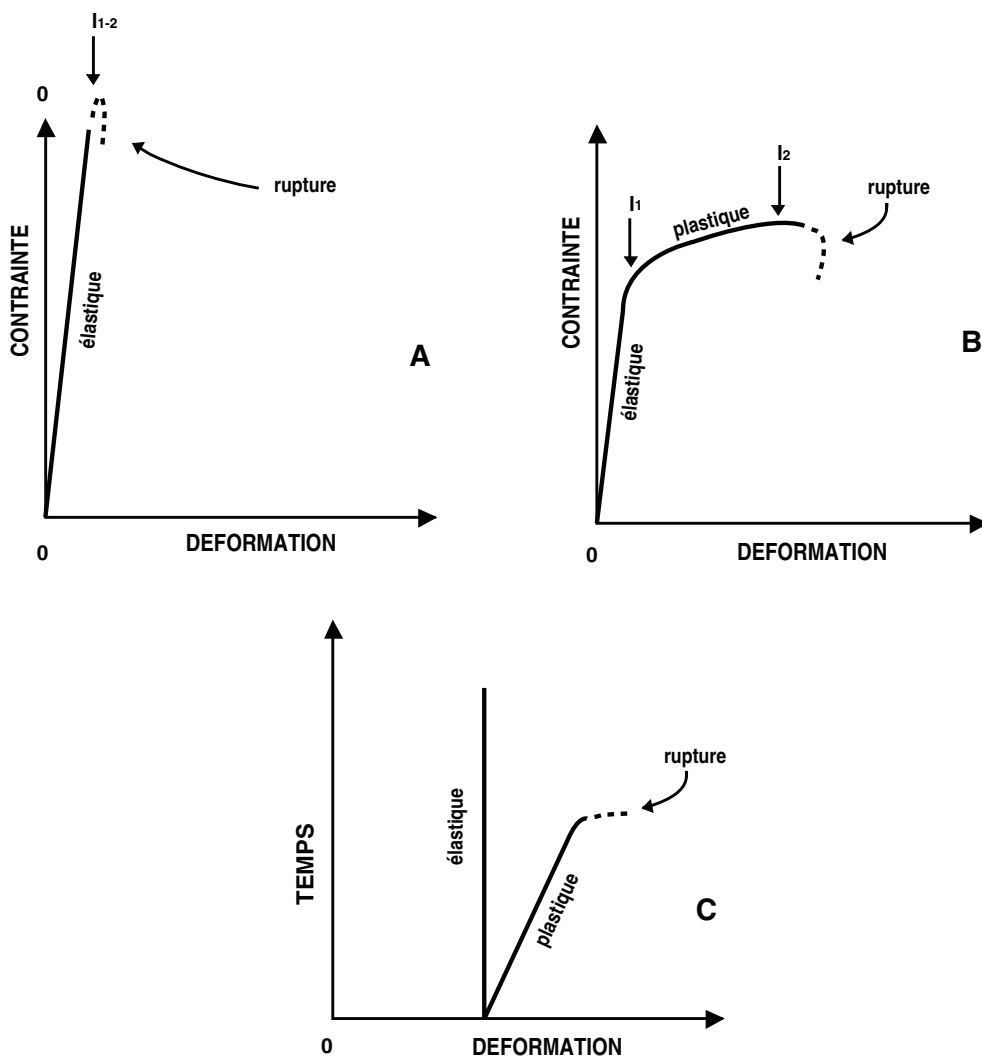 I1-2
0
rupture
CONTRAINTE
élastique
A
0
DEFORMATION
I1
I2
rupture
plastique
CONTRAINTE
élastique
B
0
DEFORMATION
rupture
TEMPS
élastique
plastique
C
0
DEFORMATION